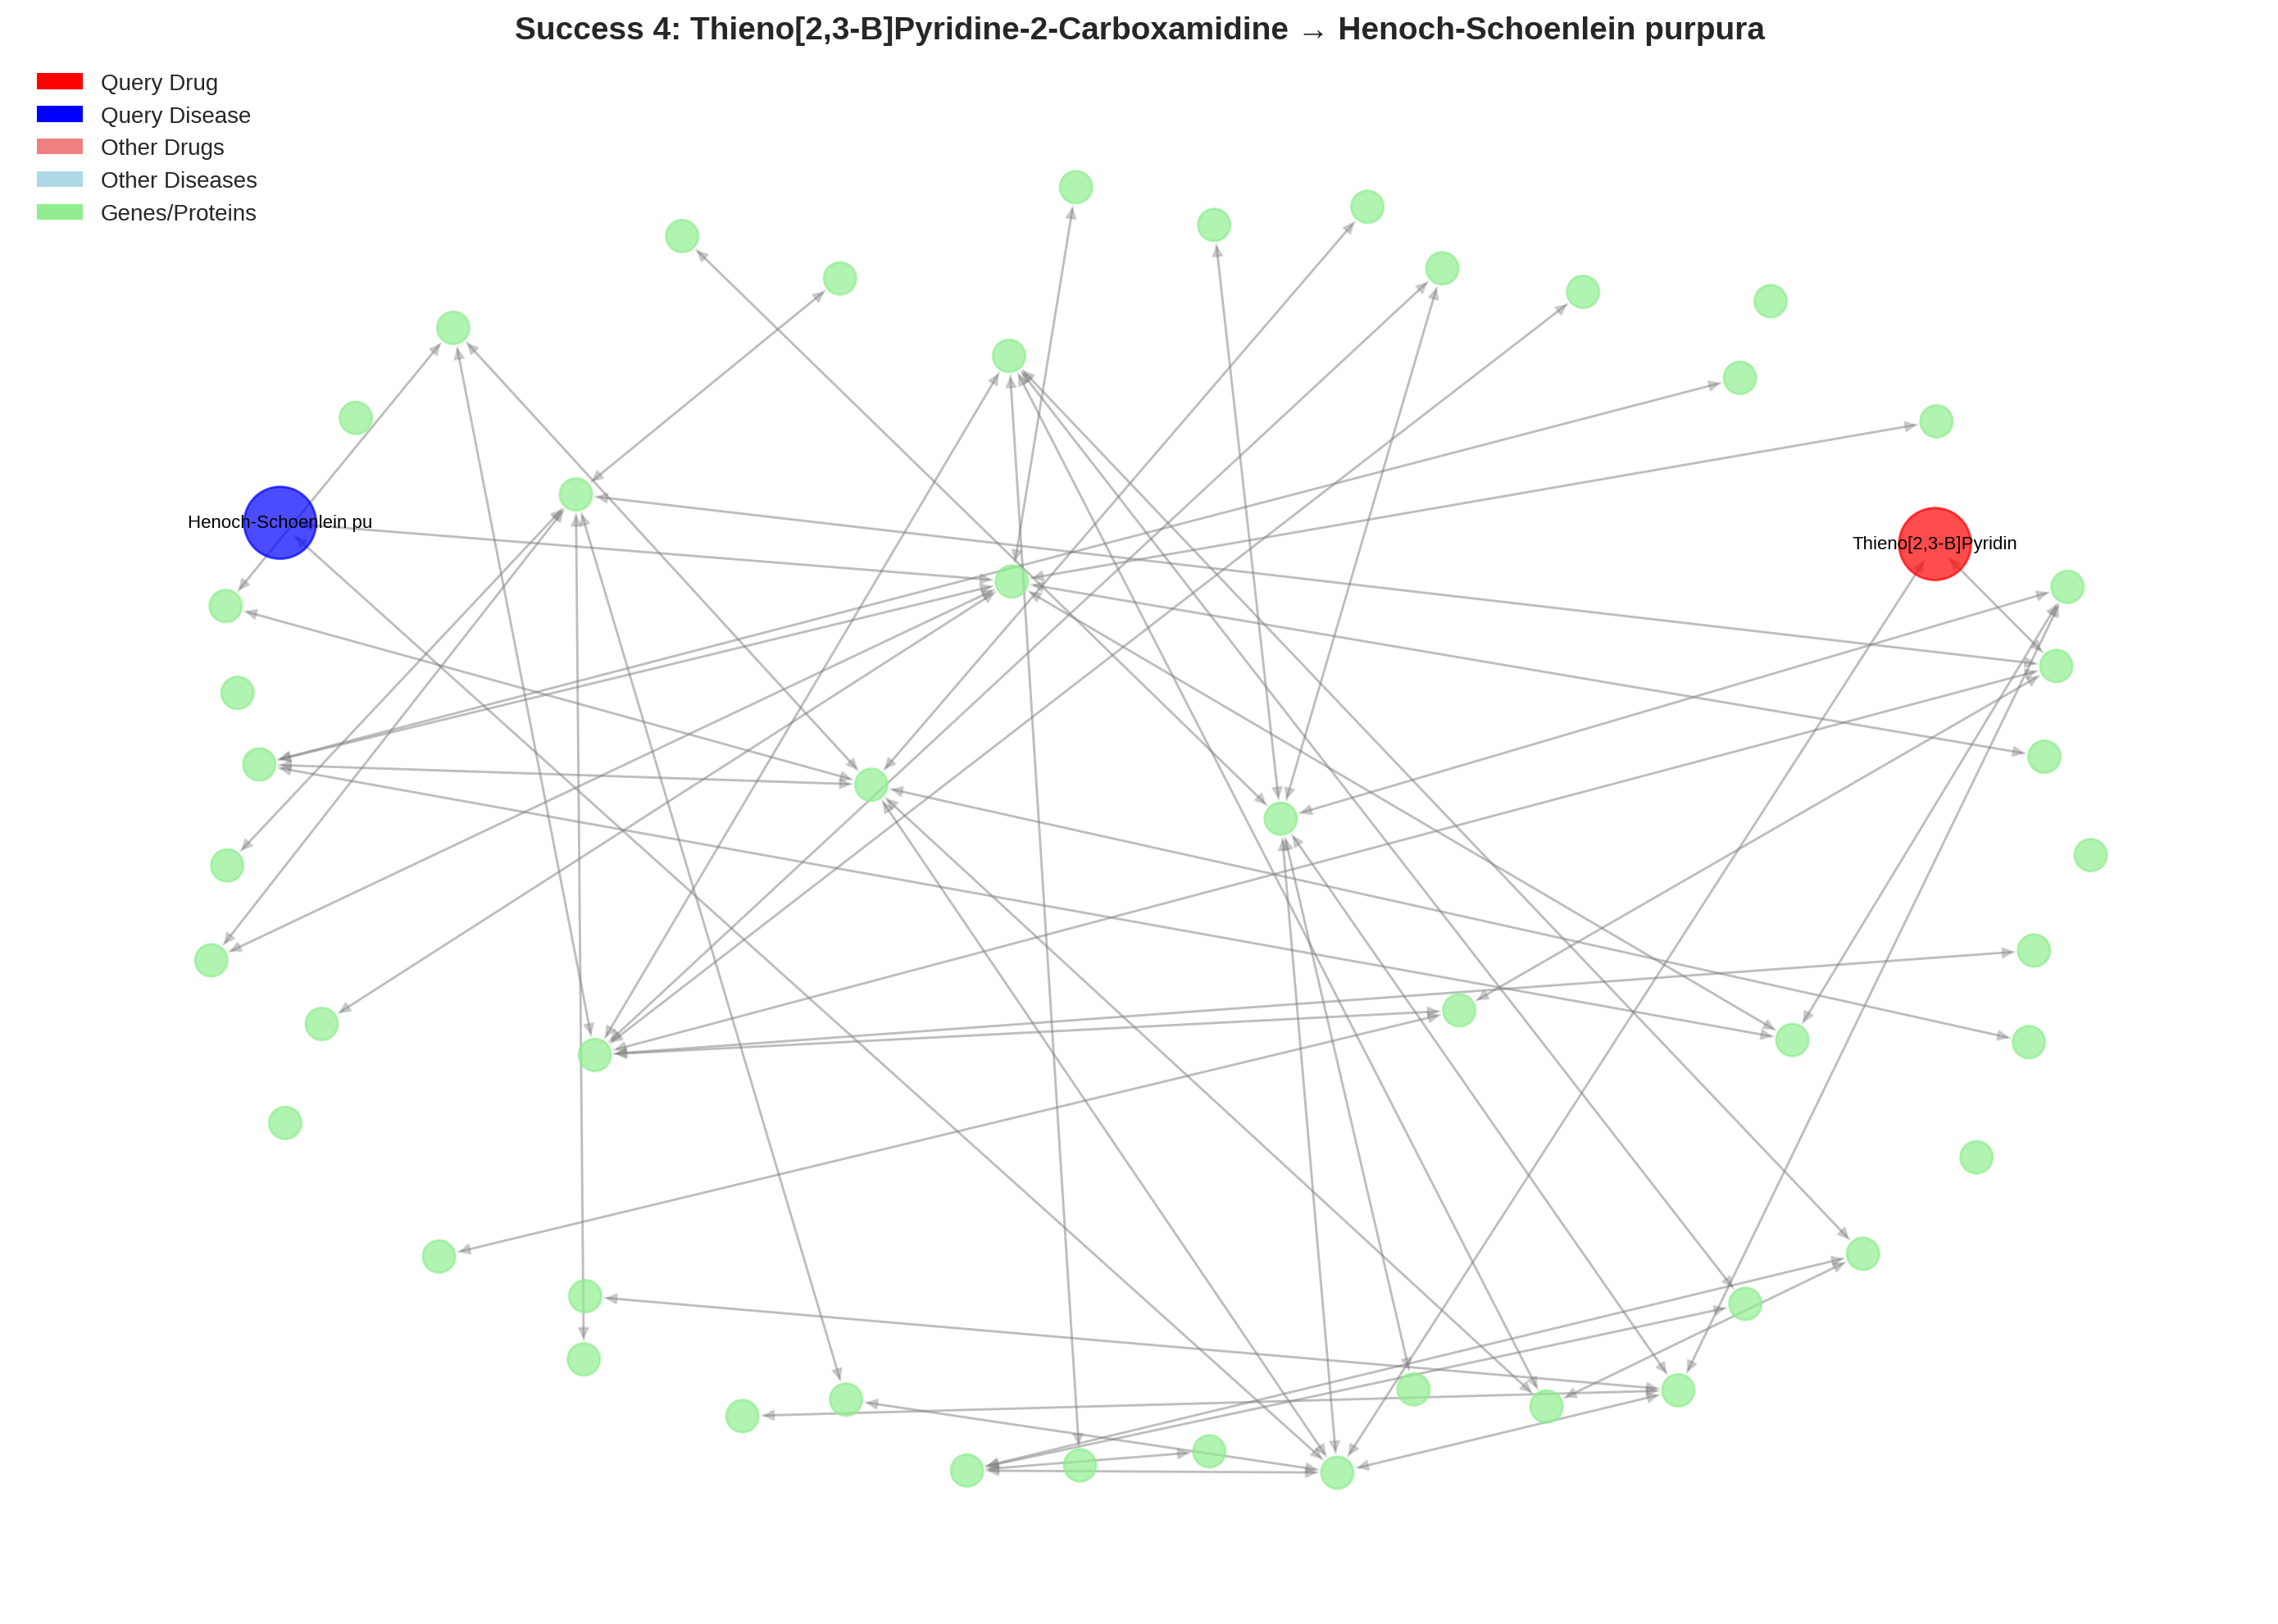 Success 4: Thieno[2,3-B]Pyridine-2-Carboxamidine → Henoch-Schoenlein purpura
Query Drug
Query Disease
Other Drugs
Other Diseases
Genes/Proteins
Henoch-Schoenlein pu
Thieno[2,3-B]Pyridin